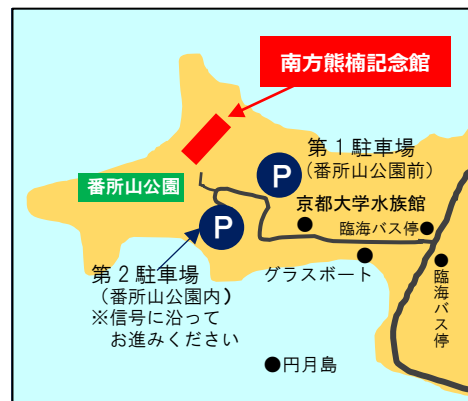 南方熊楠記念館
第1駐車場
(番所山公園前)
P
番所山公園
京都大学水族館
P
臨海バス停
第2駐車場
(番所山公園内)
※信号に沿って
お進みください
グラスボート
臨海バス停
●円月島